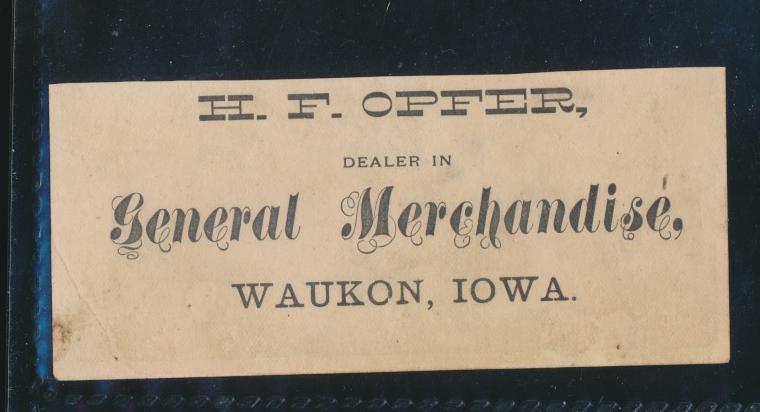 H. F. OPFER,
DEALER IN
General Merchandise,
WAUKON, IOWA.